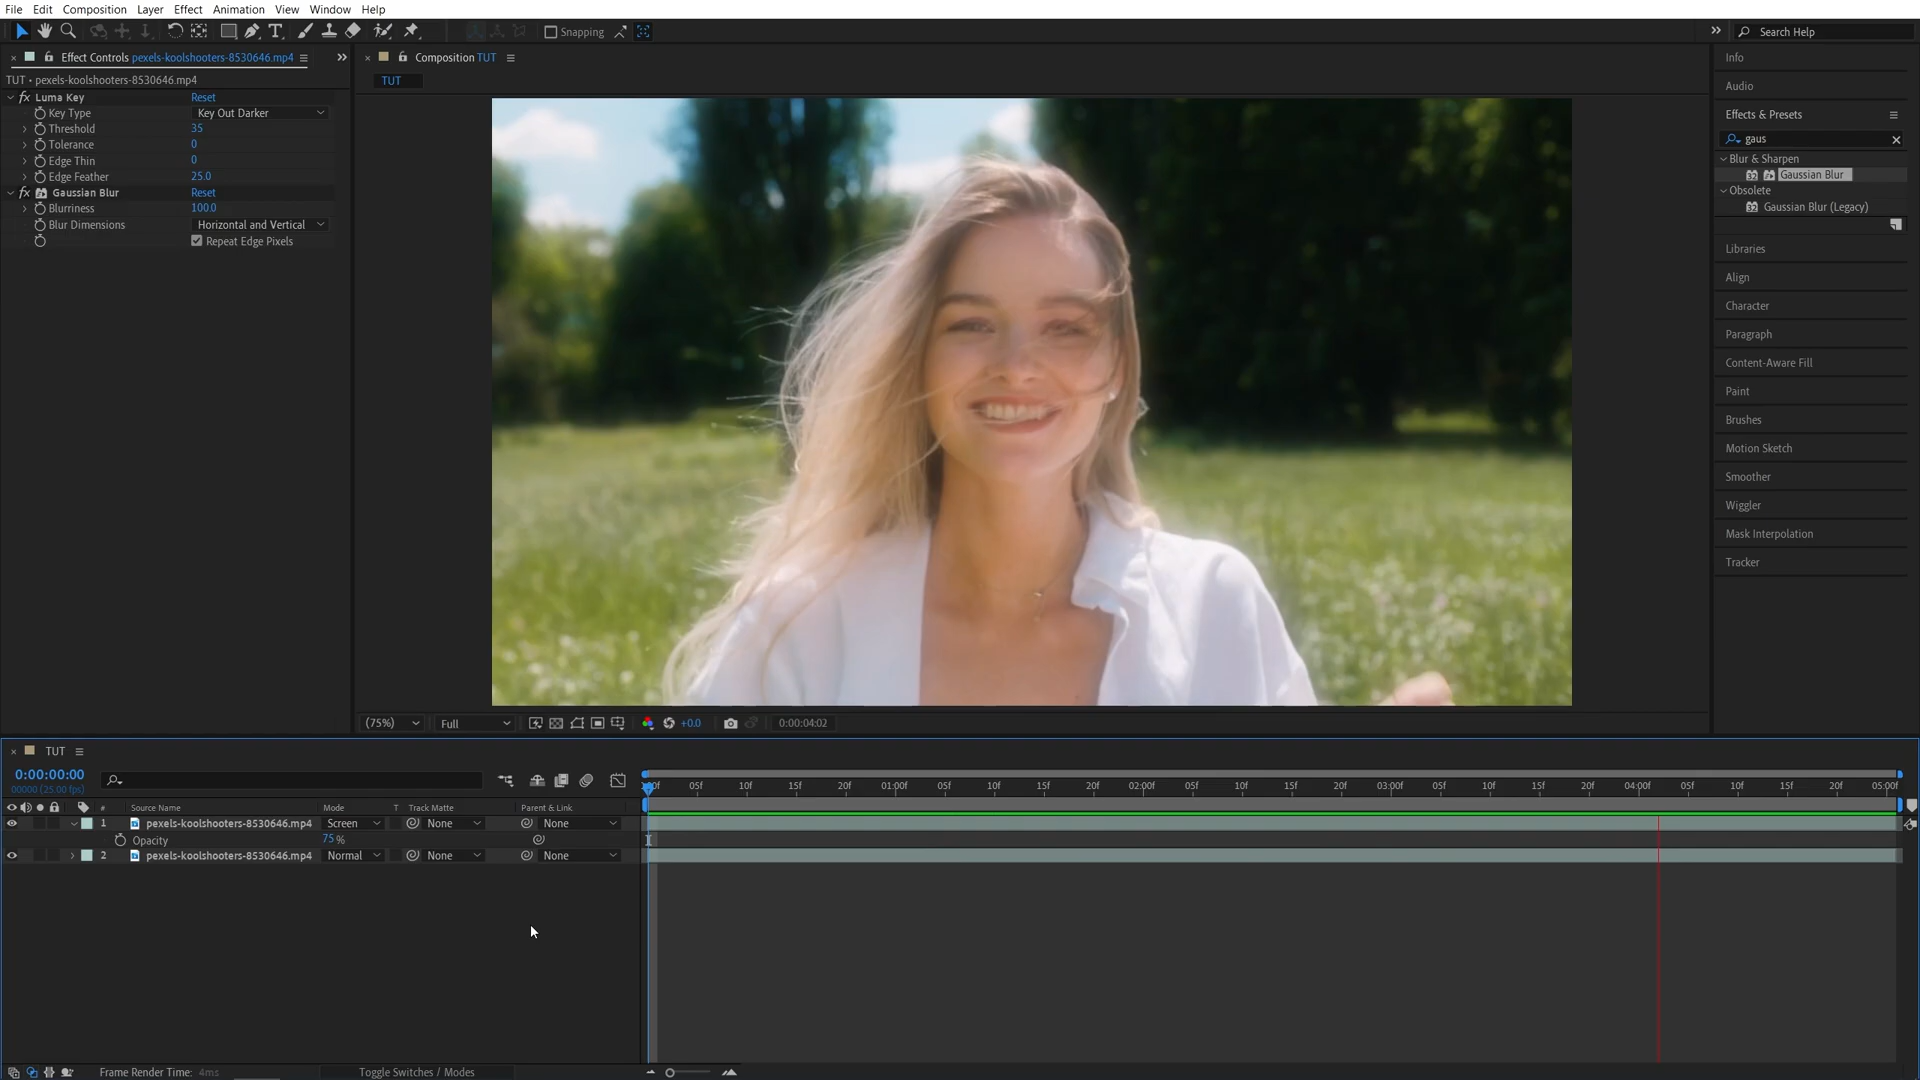 File Edit Composition Layer Effect Animation View Window Help
Snapping
Search Help
Effect Controls pexels-koolshooters-8530646.mp4
TUT • pexels-koolshooters-8530646.mp4
fx Luma Key Reset
Key Type Key Out Darker
Threshold 35
Tolerance 0
Edge Thin 0
Edge Feather 25.0
fx Gaussian Blur Reset
Blurriness 100.0
Blur Dimensions Horizontal and Vertical
Repeat Edge Pixels
Composition TUT
TUT
(75%) Full +0.0 0:00:04:02
Info
Audio
Effects & Presets
gaus
Blur & Sharpen
32 Gaussian Blur
Obsolete
32 Gaussian Blur (Legacy)
Libraries
Align
Character
Paragraph
Content-Aware Fill
Paint
Brushes
Motion Sketch
Smoother
Wiggler
Mask Interpolation
Tracker
TUT
0:00:00:00
00000 (25.00 fps)
05f 10f 15f 20f 01:00f 05f 10f 15f 20f 02:00f 05f 10f 15f 20f 03:00f 05f 10f 15f 20f 04:00f 05f 10f 15f 20f 05:00f
# Source Name Mode T Track Matte Parent & Link
1 pexels-koolshooters-8530646.mp4 Screen None None
Opacity 75 %
2 pexels-koolshooters-8530646.mp4 Normal None None
Frame Render Time: 4ms Toggle Switches / Modes